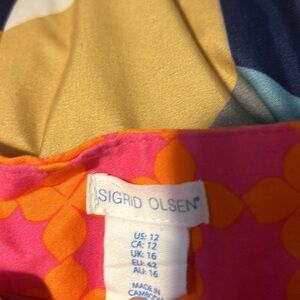 SIGRID OLSEN®
US: 12
CA: 12
UK: 16
EU: 42
AU: 16
MADE IN
CAMBODIA